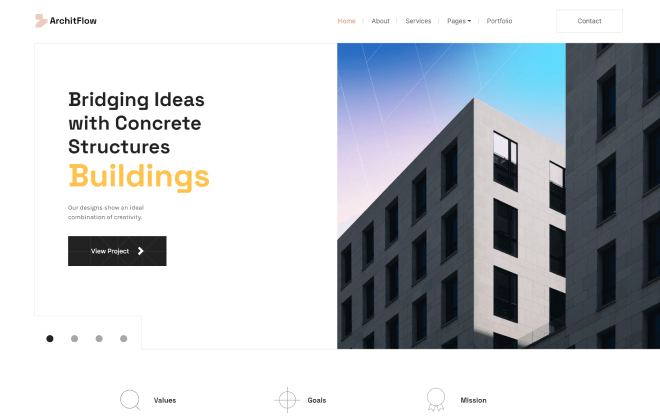 ArchitFlow
Home About Services Pages Portfolio Contact
Bridging Ideas
with Concrete
Structures
Buildings
Our designs show an ideal
combination of creativity.
View Project
Values Goals Mission